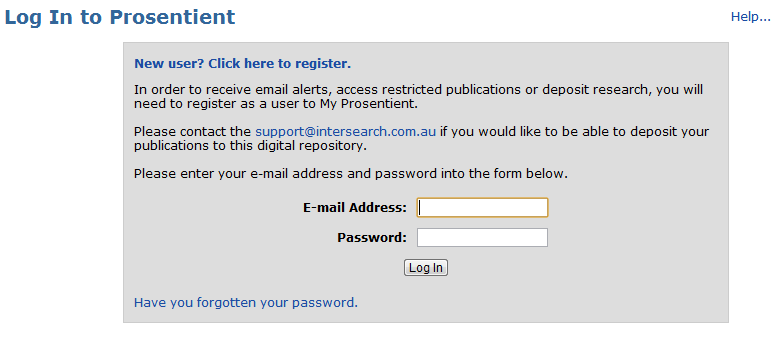 Log In to Prosentient
Help...
New user? Click here to register.
In order to receive email alerts, access restricted publications or deposit research, you will
need to register as a user to My Prosentient.
Please contact the support@intersearch.com.au if you would like to be able to deposit your
publications to this digital repository.
Please enter your e-mail address and password into the form below.
E-mail Address:
Password:
Log In
Have you forgotten your password.